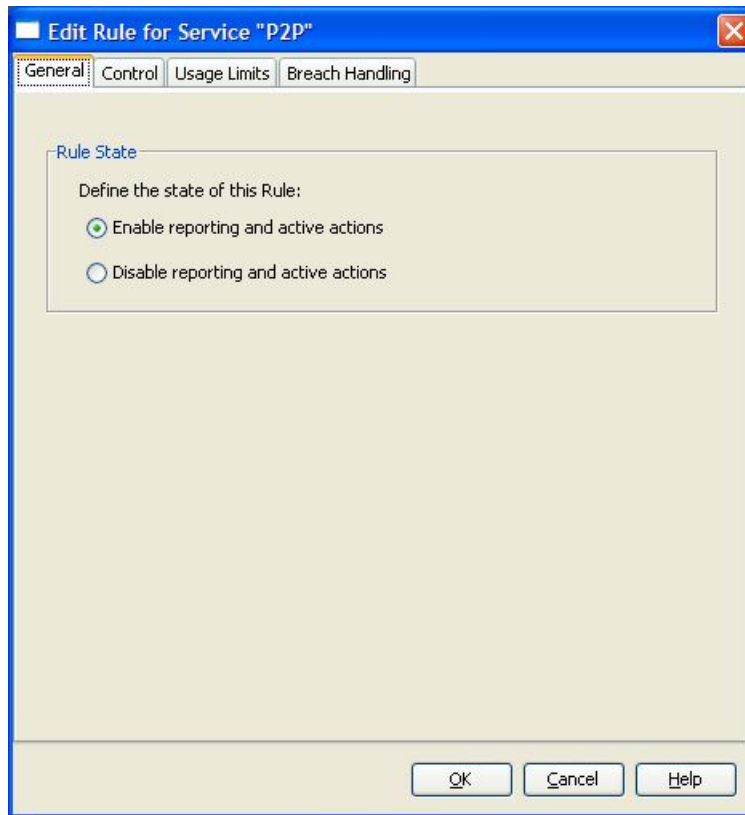 Edit Rule for Service "P2P"
General Control Usage Limits Breach Handling
Rule State
Define the state of this Rule:
Enable reporting and active actions
Disable reporting and active actions
OK Cancel Help